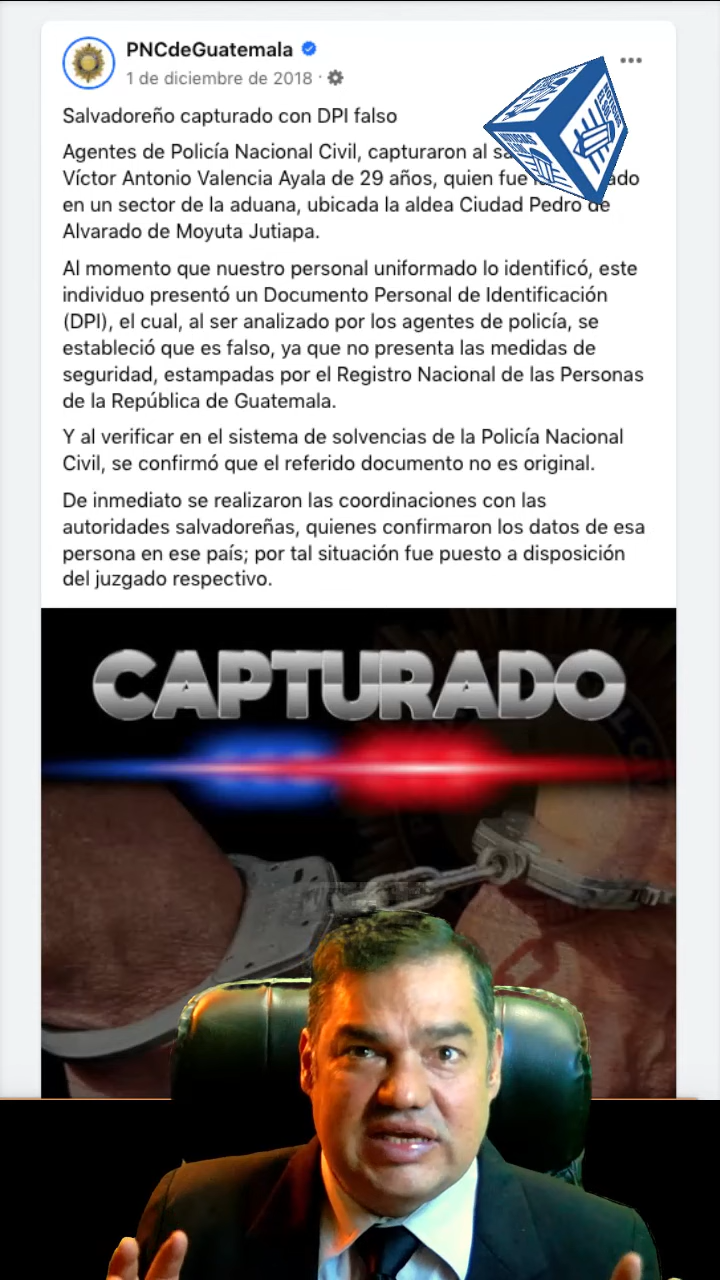 PNCdeGuatemala
1 de diciembre de 2018 ·
Salvadoreño capturado con DPI falso
Agentes de Policía Nacional Civil, capturaron al
Víctor Antonio Valencia Ayala de 29 años, quien fue
en un sector de la aduana, ubicada la aldea Ciudad Pedro de
Alvarado de Moyuta Jutiapa.
Al momento que nuestro personal uniformado lo identificó, este
individuo presentó un Documento Personal de Identificación
(DPI), el cual, al ser analizado por los agentes de policía, se
estableció que es falso, ya que no presenta las medidas de
seguridad, estampadas por el Registro Nacional de las Personas
de la República de Guatemala.
Y al verificar en el sistema de solvencias de la Policía Nacional
Civil, se confirmó que el referido documento no es original.
De inmediato se realizaron las coordinaciones con las
autoridades salvadoreñas, quienes confirmaron los datos de esa
persona en ese país; por tal situación fue puesto a disposición
del juzgado respectivo.
CAPTURADO